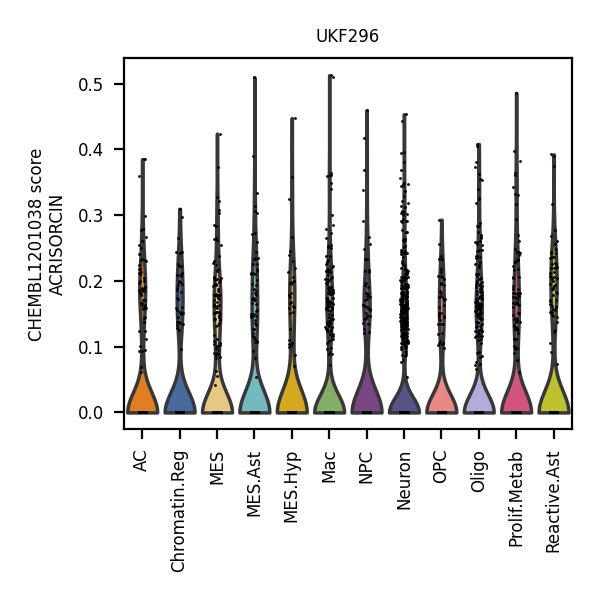 UKF296
CHEMBL1201038 score
ACRISORCIN
0.5
0.4
0.3
0.2
0.1
0.0
AC
Chromatin.Reg
MES
MES.Ast
MES.Hyp
Mac
NPC
Neuron
OPC
Oligo
Prolif.Metab
Reactive.Ast